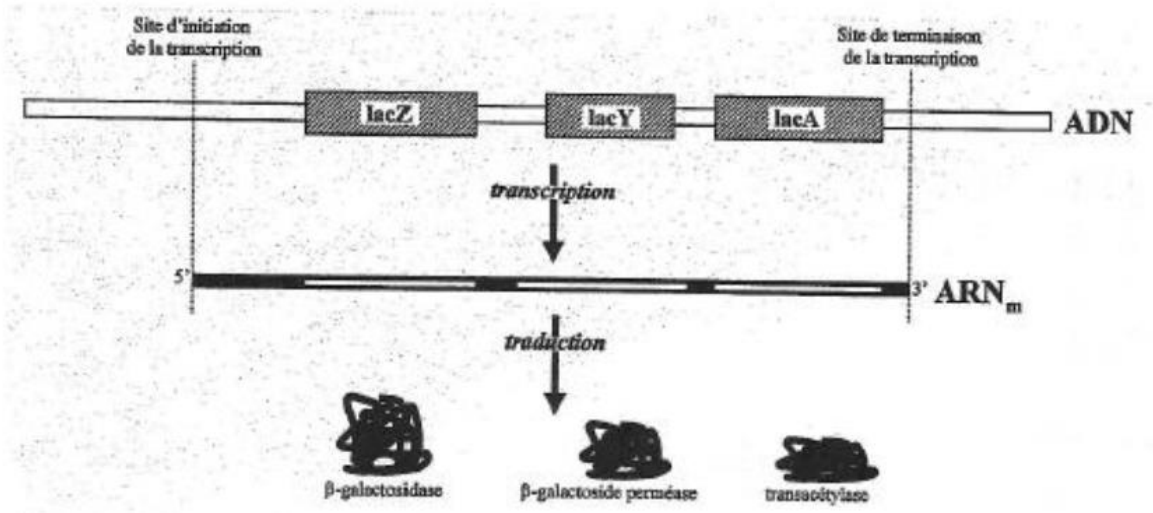 Site d'initiation
de la transcription
Site de terminaison
de la transcription
lacZ
lacY
lacA
ADN
transcription
5'
3'
ARNm
traduction
β-galactosidase
β-galactoside perméase
transacétylase